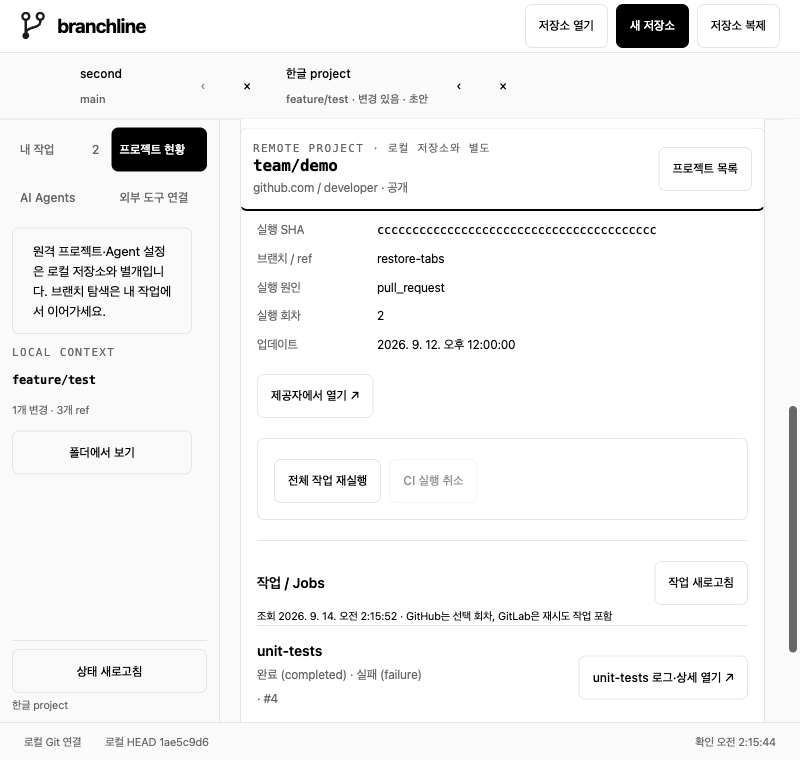 branchline
저장소 열기
새 저장소
저장소 복제
second
main
‹
×
한글 project
feature/test · 변경 있음 · 초안
‹
×
내 작업 2
프로젝트 현황
AI Agents
외부 도구 연결
원격 프로젝트·Agent 설정
은 로컬 저장소와 별개입니
다. 브랜치 탐색은 내 작업에
서 이어가세요.
LOCAL CONTEXT
feature/test
1개 변경 · 3개 ref
폴더에서 보기
상태 새로고침
한글 project
REMOTE PROJECT · 로컬 저장소와 별도
team/demo
github.com / developer · 공개
프로젝트 목록
실행 SHA cccccccccccccccccccccccccccccccccccccccc
브랜치 / ref restore-tabs
실행 원인 pull_request
실행 회차 2
업데이트 2026. 9. 12. 오후 12:00:00
제공자에서 열기 ↗
전체 작업 재실행
CI 실행 취소
작업 / Jobs
작업 새로고침
조회 2026. 9. 14. 오전 2:15:52 · GitHub는 선택 회차, GitLab은 재시도 작업 포함
unit-tests
완료 (completed) · 실패 (failure)
· #4
unit-tests 로그·상세 열기 ↗
로컬 Git 연결
로컬 HEAD 1ae5c9d6
확인 오전 2:15:44